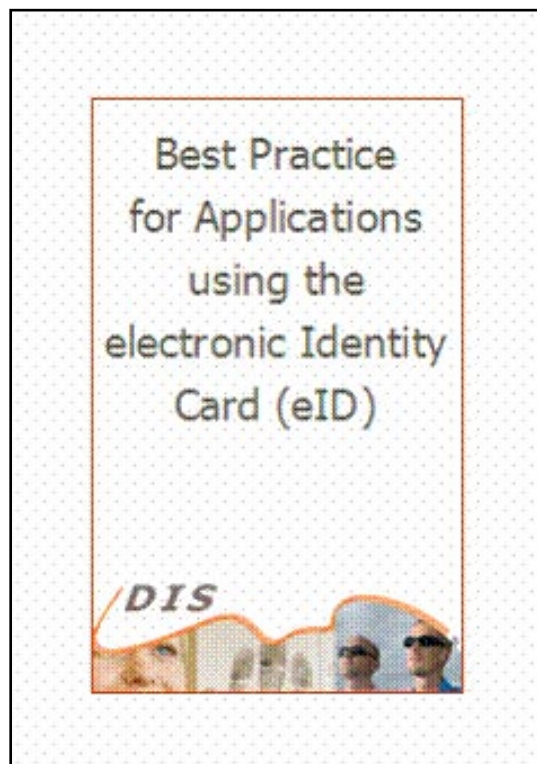 Best Practice
for Applications
using the
electronic Identity
Card (eID)
DIS